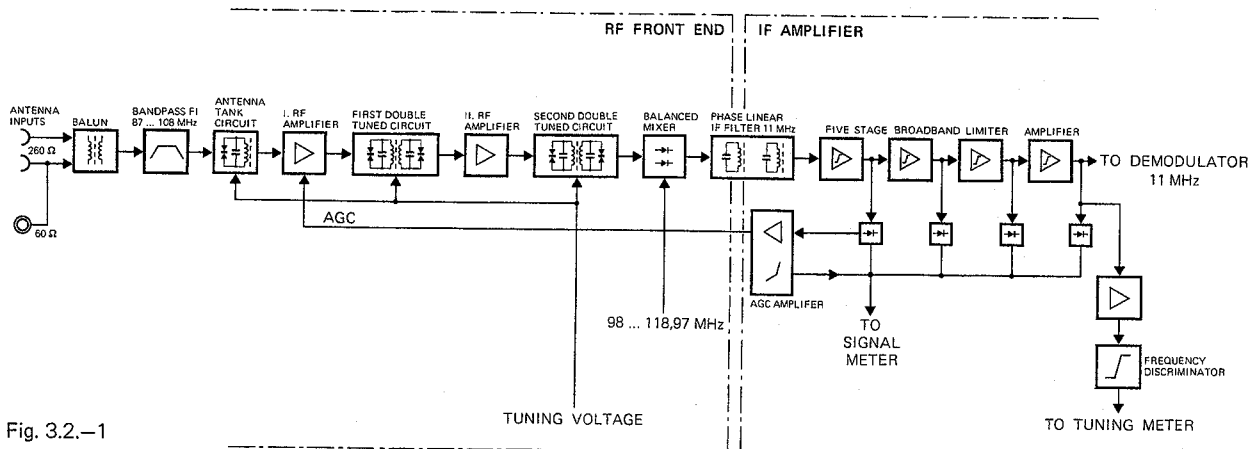 RF FRONT END
IF AMPLIFIER
ANTENNA
INPUTS
260 Ω
60 Ω
BALUN
BANDPASS FI
87 ... 108 MHz
ANTENNA
TANK
CIRCUIT
I. RF
AMPLIFIER
FIRST DOUBLE
TUNED CIRCUIT
II. RF
AMPLIFIER
SECOND DOUBLE
TUNED CIRCUIT
BALANCED
MIXER
PHASE LINEAR
IF FILTER 11 MHz
FIVE STAGE BROADBAND LIMITER AMPLIFIER
TO DEMODULATOR
11 MHz
AGC
AGC AMPLIFER
98 ... 118,97 MHz
TO
SIGNAL
METER
FREQUENCY
DISCRIMINATOR
TUNING VOLTAGE
TO TUNING METER
Fig. 3.2.—1